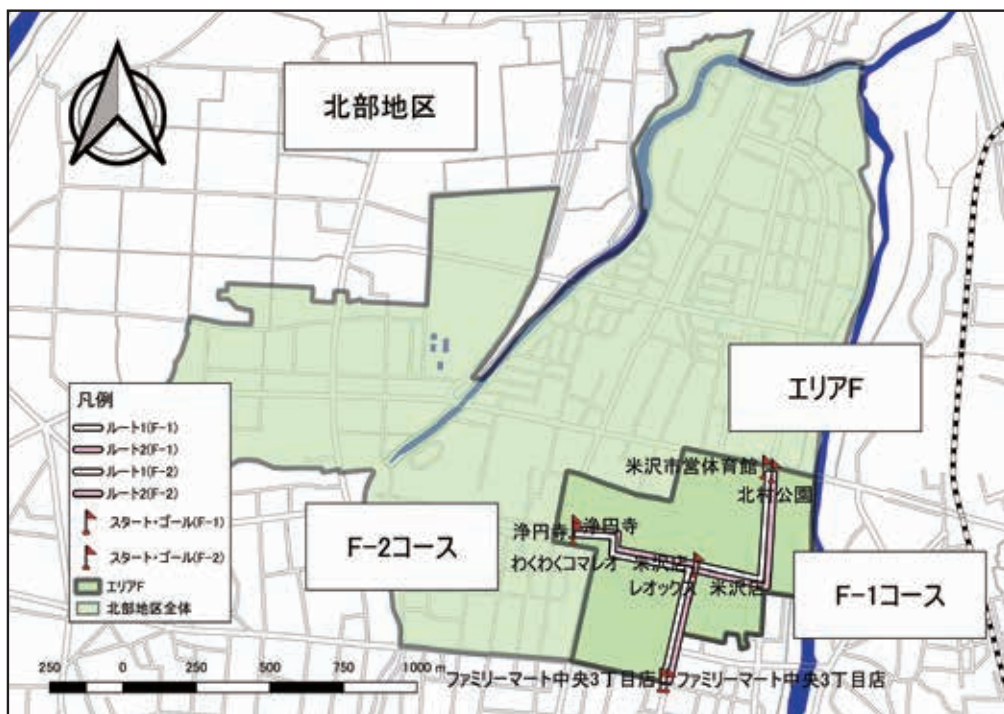 北部地区
エリアF
凡例
ルート1(F-1)
ルート2(F-1)
ルート1(F-2)
ルート2(F-2)
スタート・ゴール(F-1)
スタート・ゴール(F-2)
エリアF
北部地区全体
米沢市営体育館
北村公園
浄円寺 浄円寺
F-2コース
わくわくコマレオ 米沢店
レオックス 米沢店
F-1コース
250 0 250 500 750 1000 m
ファミリーマート中央3丁目店 ファミリーマート中央3丁目店